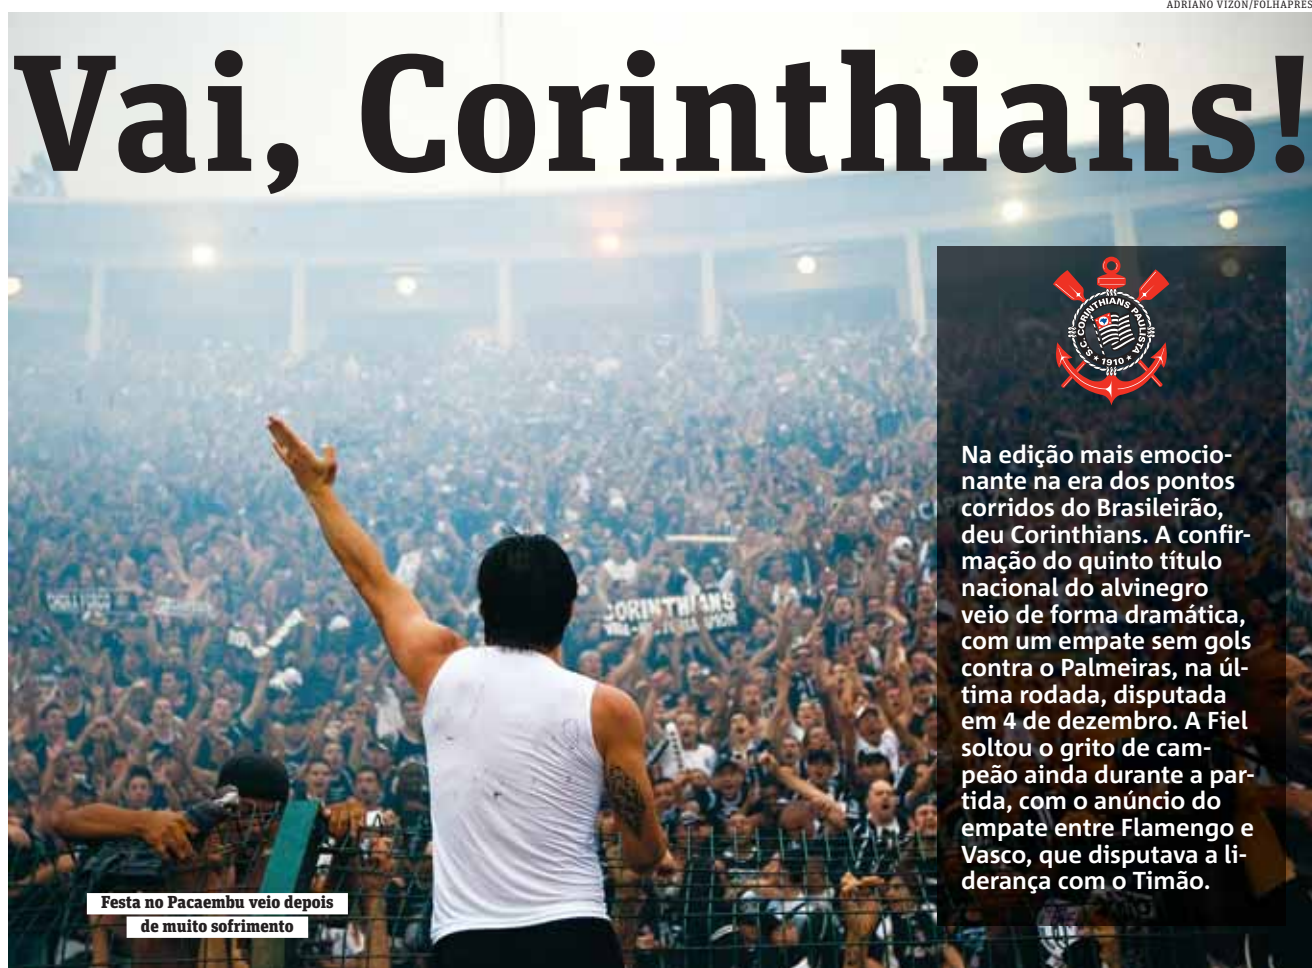 ADRIANO VIZON/FOLHAPRES
Vai, Corinthians!
S.C. CORINTHIANS PAULISTA
1910
Na edição mais emocio-
nante na era dos pontos
corridos do Brasileirão,
deu Corinthians. A confir-
mação do quinto título
nacional do alvinegro
veio de forma dramática,
com um empate sem gols
contra o Palmeiras, na úl-
tima rodada, disputada
em 4 de dezembro. A Fiel
soltou o grito de cam-
peão ainda durante a par-
tida, com o anúncio do
empate entre Flamengo e
Vasco, que disputava a li-
derança com o Timão.
CORINTHIANS
Festa no Pacaembu veio depois
de muito sofrimento